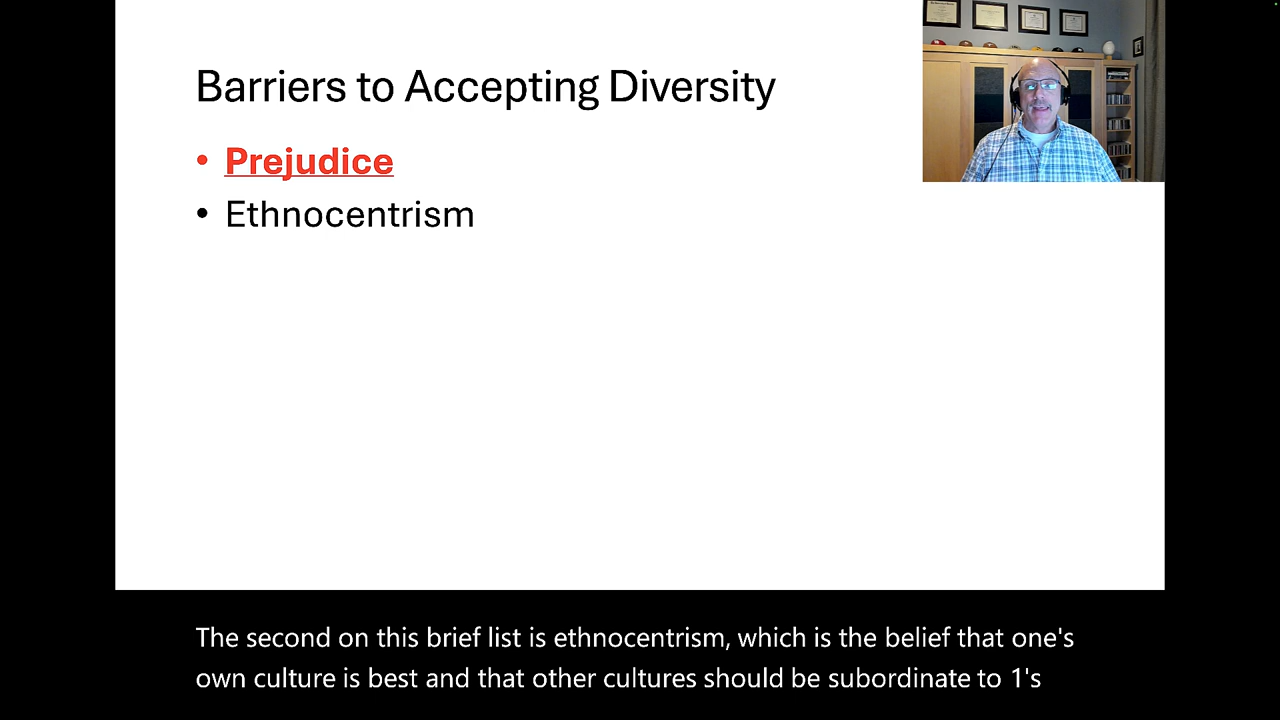 Barriers to Accepting Diversity
• Prejudice
• Ethnocentrism
The second on this brief list is ethnocentrism, which is the belief that one's
own culture is best and that other cultures should be subordinate to 1's